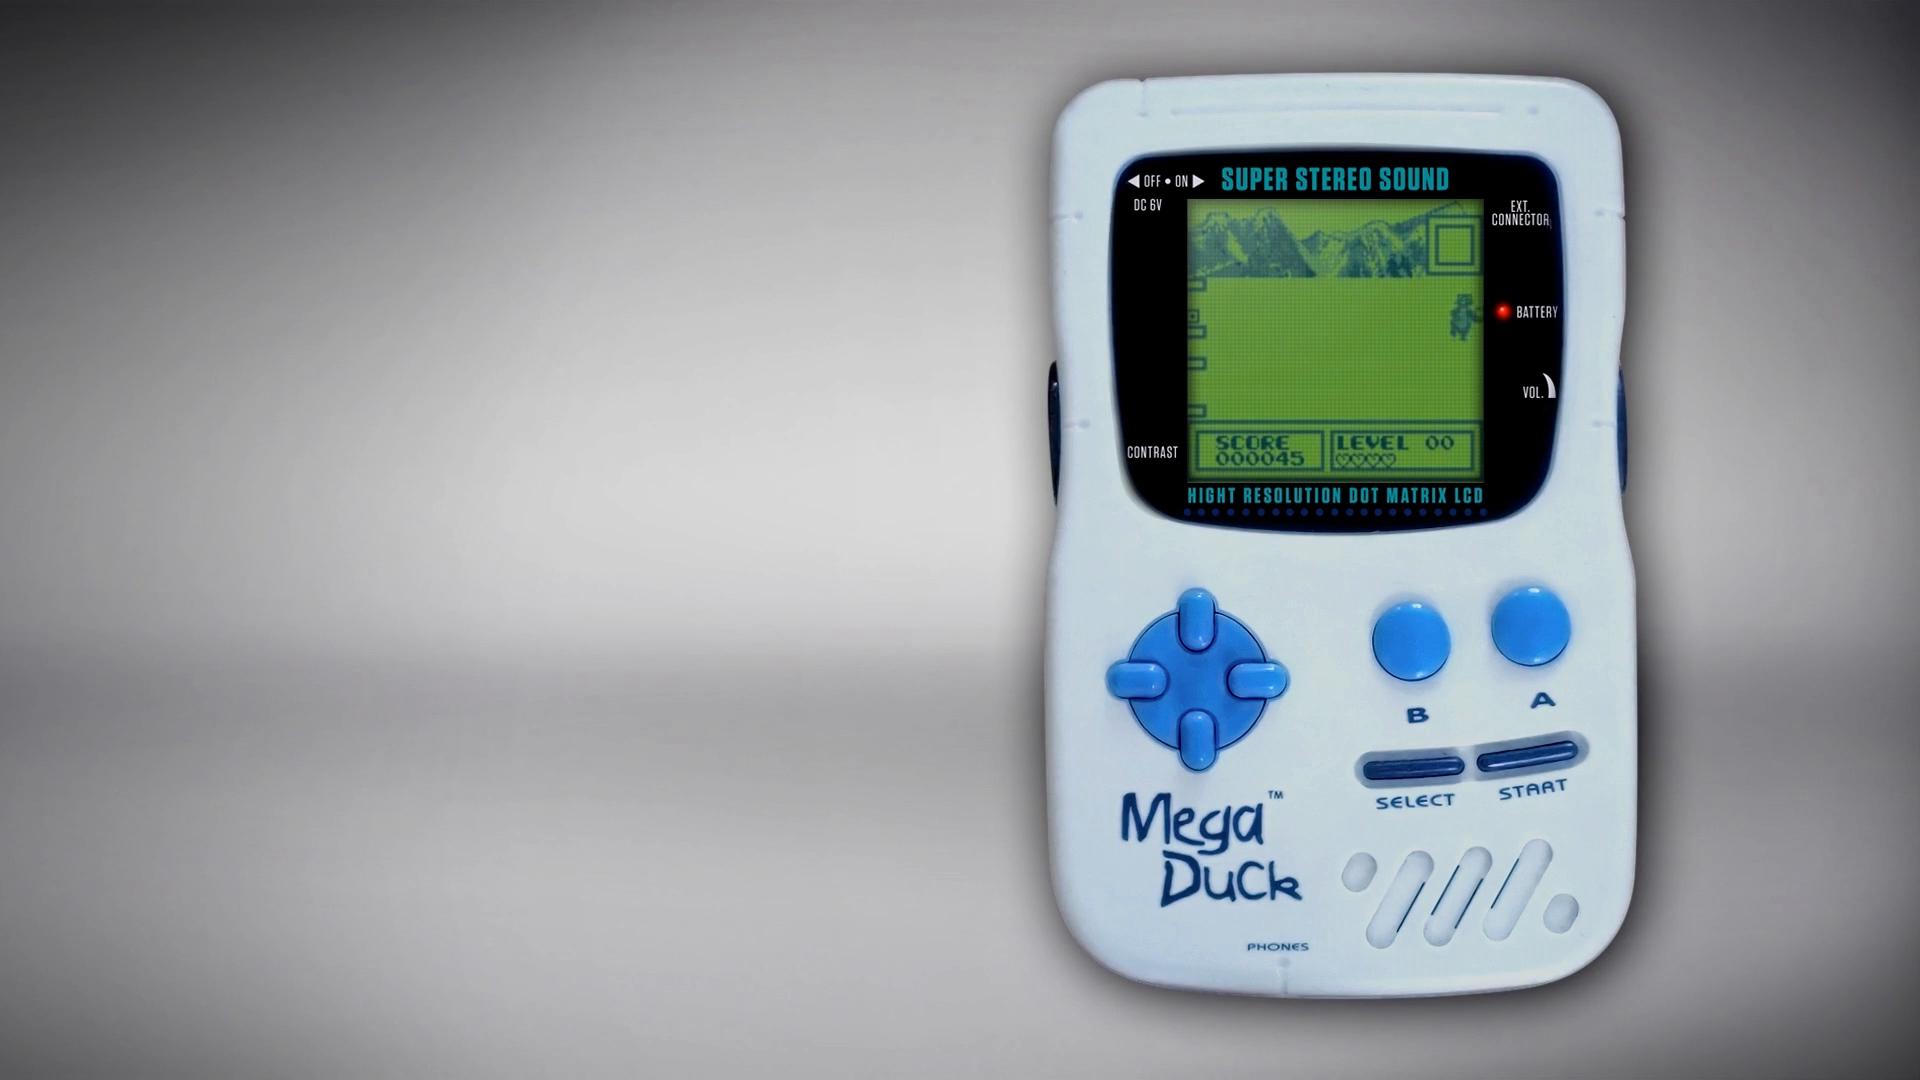 OFF • ON
SUPER STEREO SOUND
DC 6V
EXT.
CONNECTOR
BATTERY
VOL.
SCORE
000045
LEVEL 00
CONTRAST
HIGHT RESOLUTION DOT MATRIX LCD
B
A
SELECT
START
Mega™
Duck
PHONES